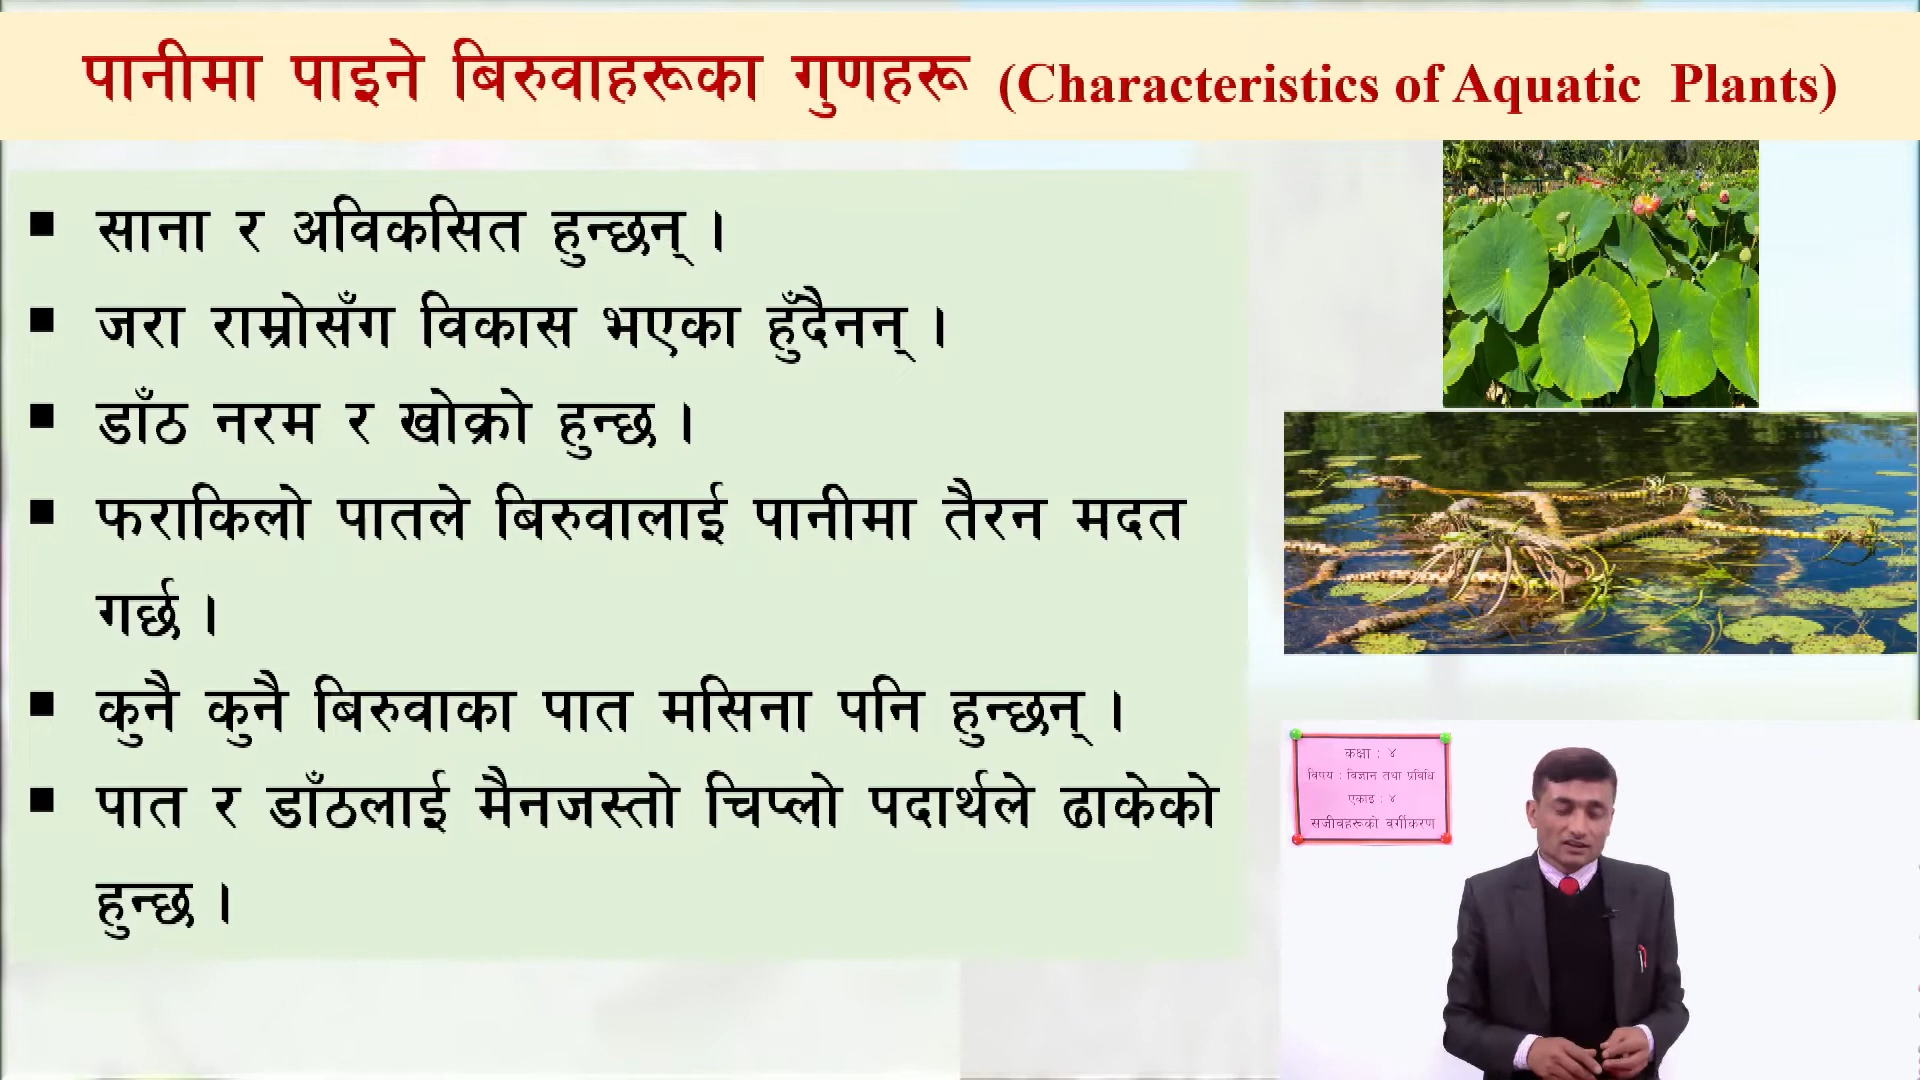 पानीमा पाइने बिरुवाहरूका गुणहरू (Characteristics of Aquatic Plants)
▪ साना र अविकसित हुन्छन् ।
▪ जरा राम्रोसँग विकास भएका हुँदैनन् ।
▪ डाँठ नरम र खोक्रो हुन्छ ।
▪ फराकिलो पातले बिरुवालाई पानीमा तैरन मदत
गर्छ ।
▪ कुनै कुनै बिरुवाका पात मसिना पनि हुन्छन् ।
▪ पात र डाँठलाई मैनजस्तो चिप्लो पदार्थले ढाकेको
हुन्छ ।
कक्षा : ४
विषय : विज्ञान तथा प्रविधि
एकाइ : ४
सजीवहरूको वर्गीकरण